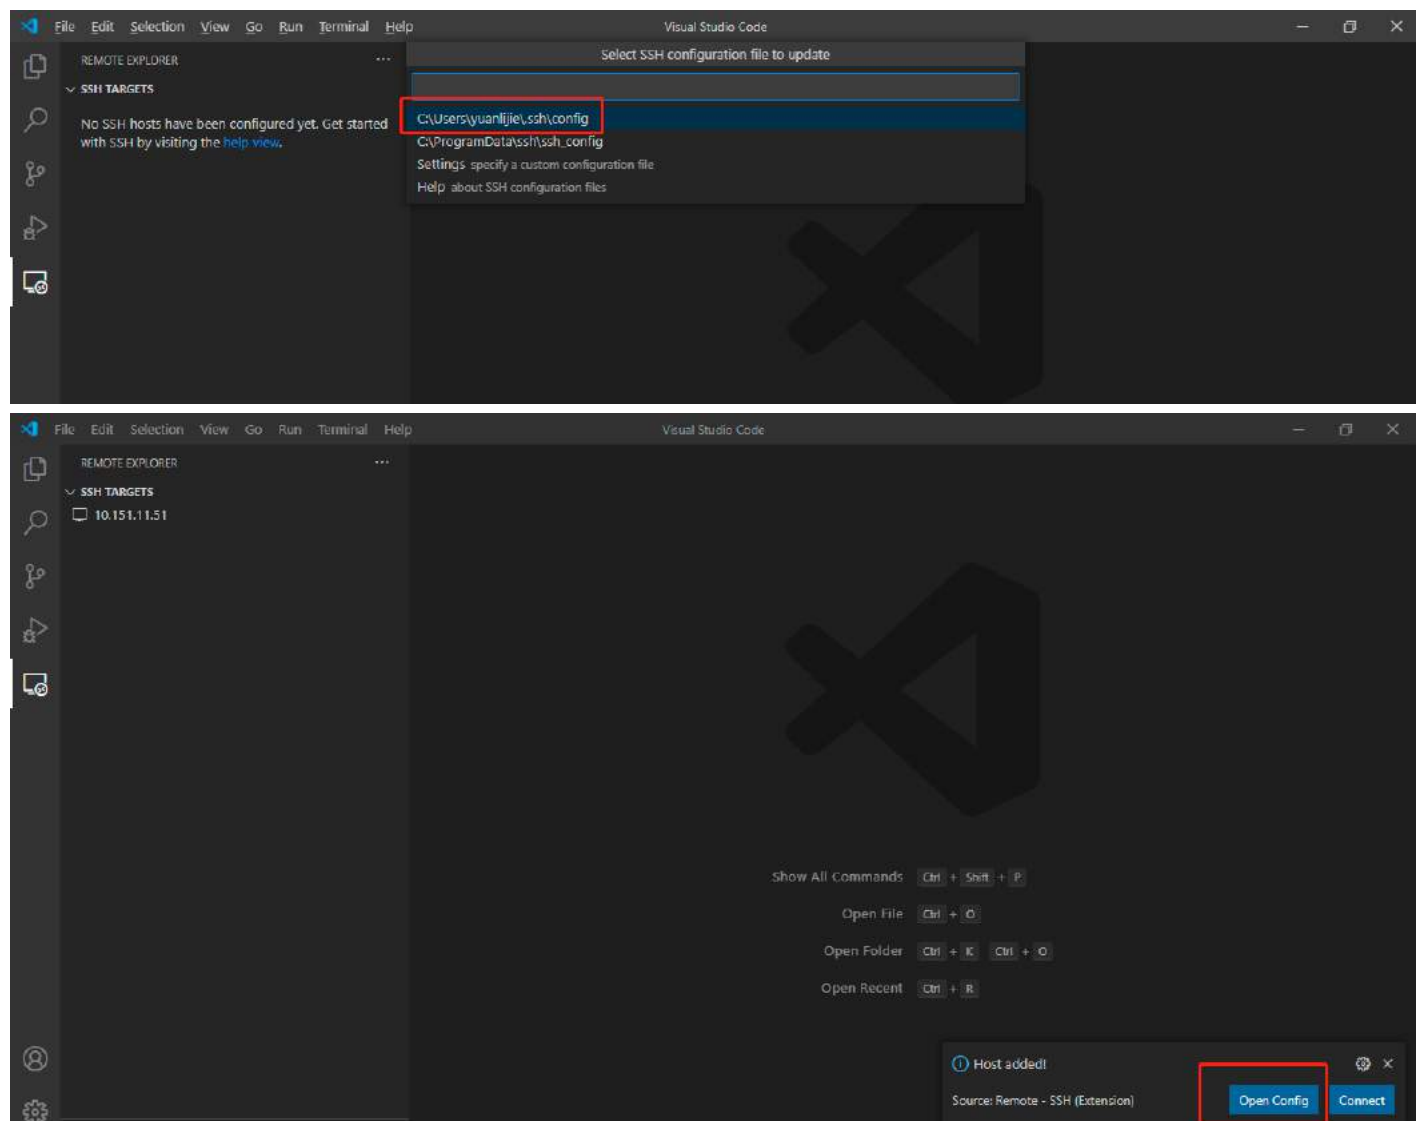 File Edit Selection View Go Run Terminal Help Visual Studio Code
REMOTE EXPLORER ···
Select SSH configuration file to update
SSH TARGETS
No SSH hosts have been configured yet. Get started
with SSH by visiting the help view.
C:\Users\yuanlijie\.ssh\config
C:\ProgramData\ssh\ssh_config
Settings specify a custom configuration file
Help about SSH configuration files
File Edit Selection View Go Run Terminal Help Visual Studio Code
REMOTE EXPLORER ···
SSH TARGETS
10.151.11.51
Show All Commands Ctrl + Shift + P
Open File Ctrl + O
Open Folder Ctrl + K Ctrl + O
Open Recent Ctrl + R
Host added!
Source: Remote - SSH (Extension) Open Config Connect